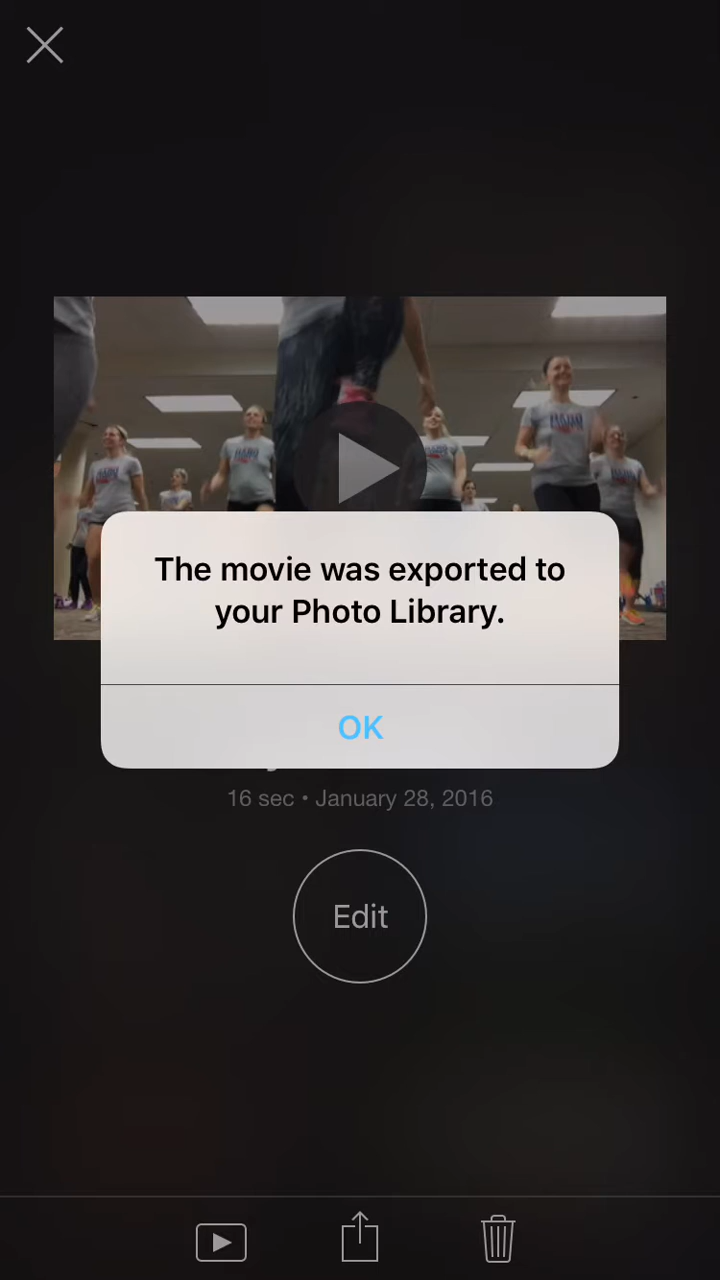 The movie was exported to
your Photo Library.
OK
16 sec • January 28, 2016
Edit